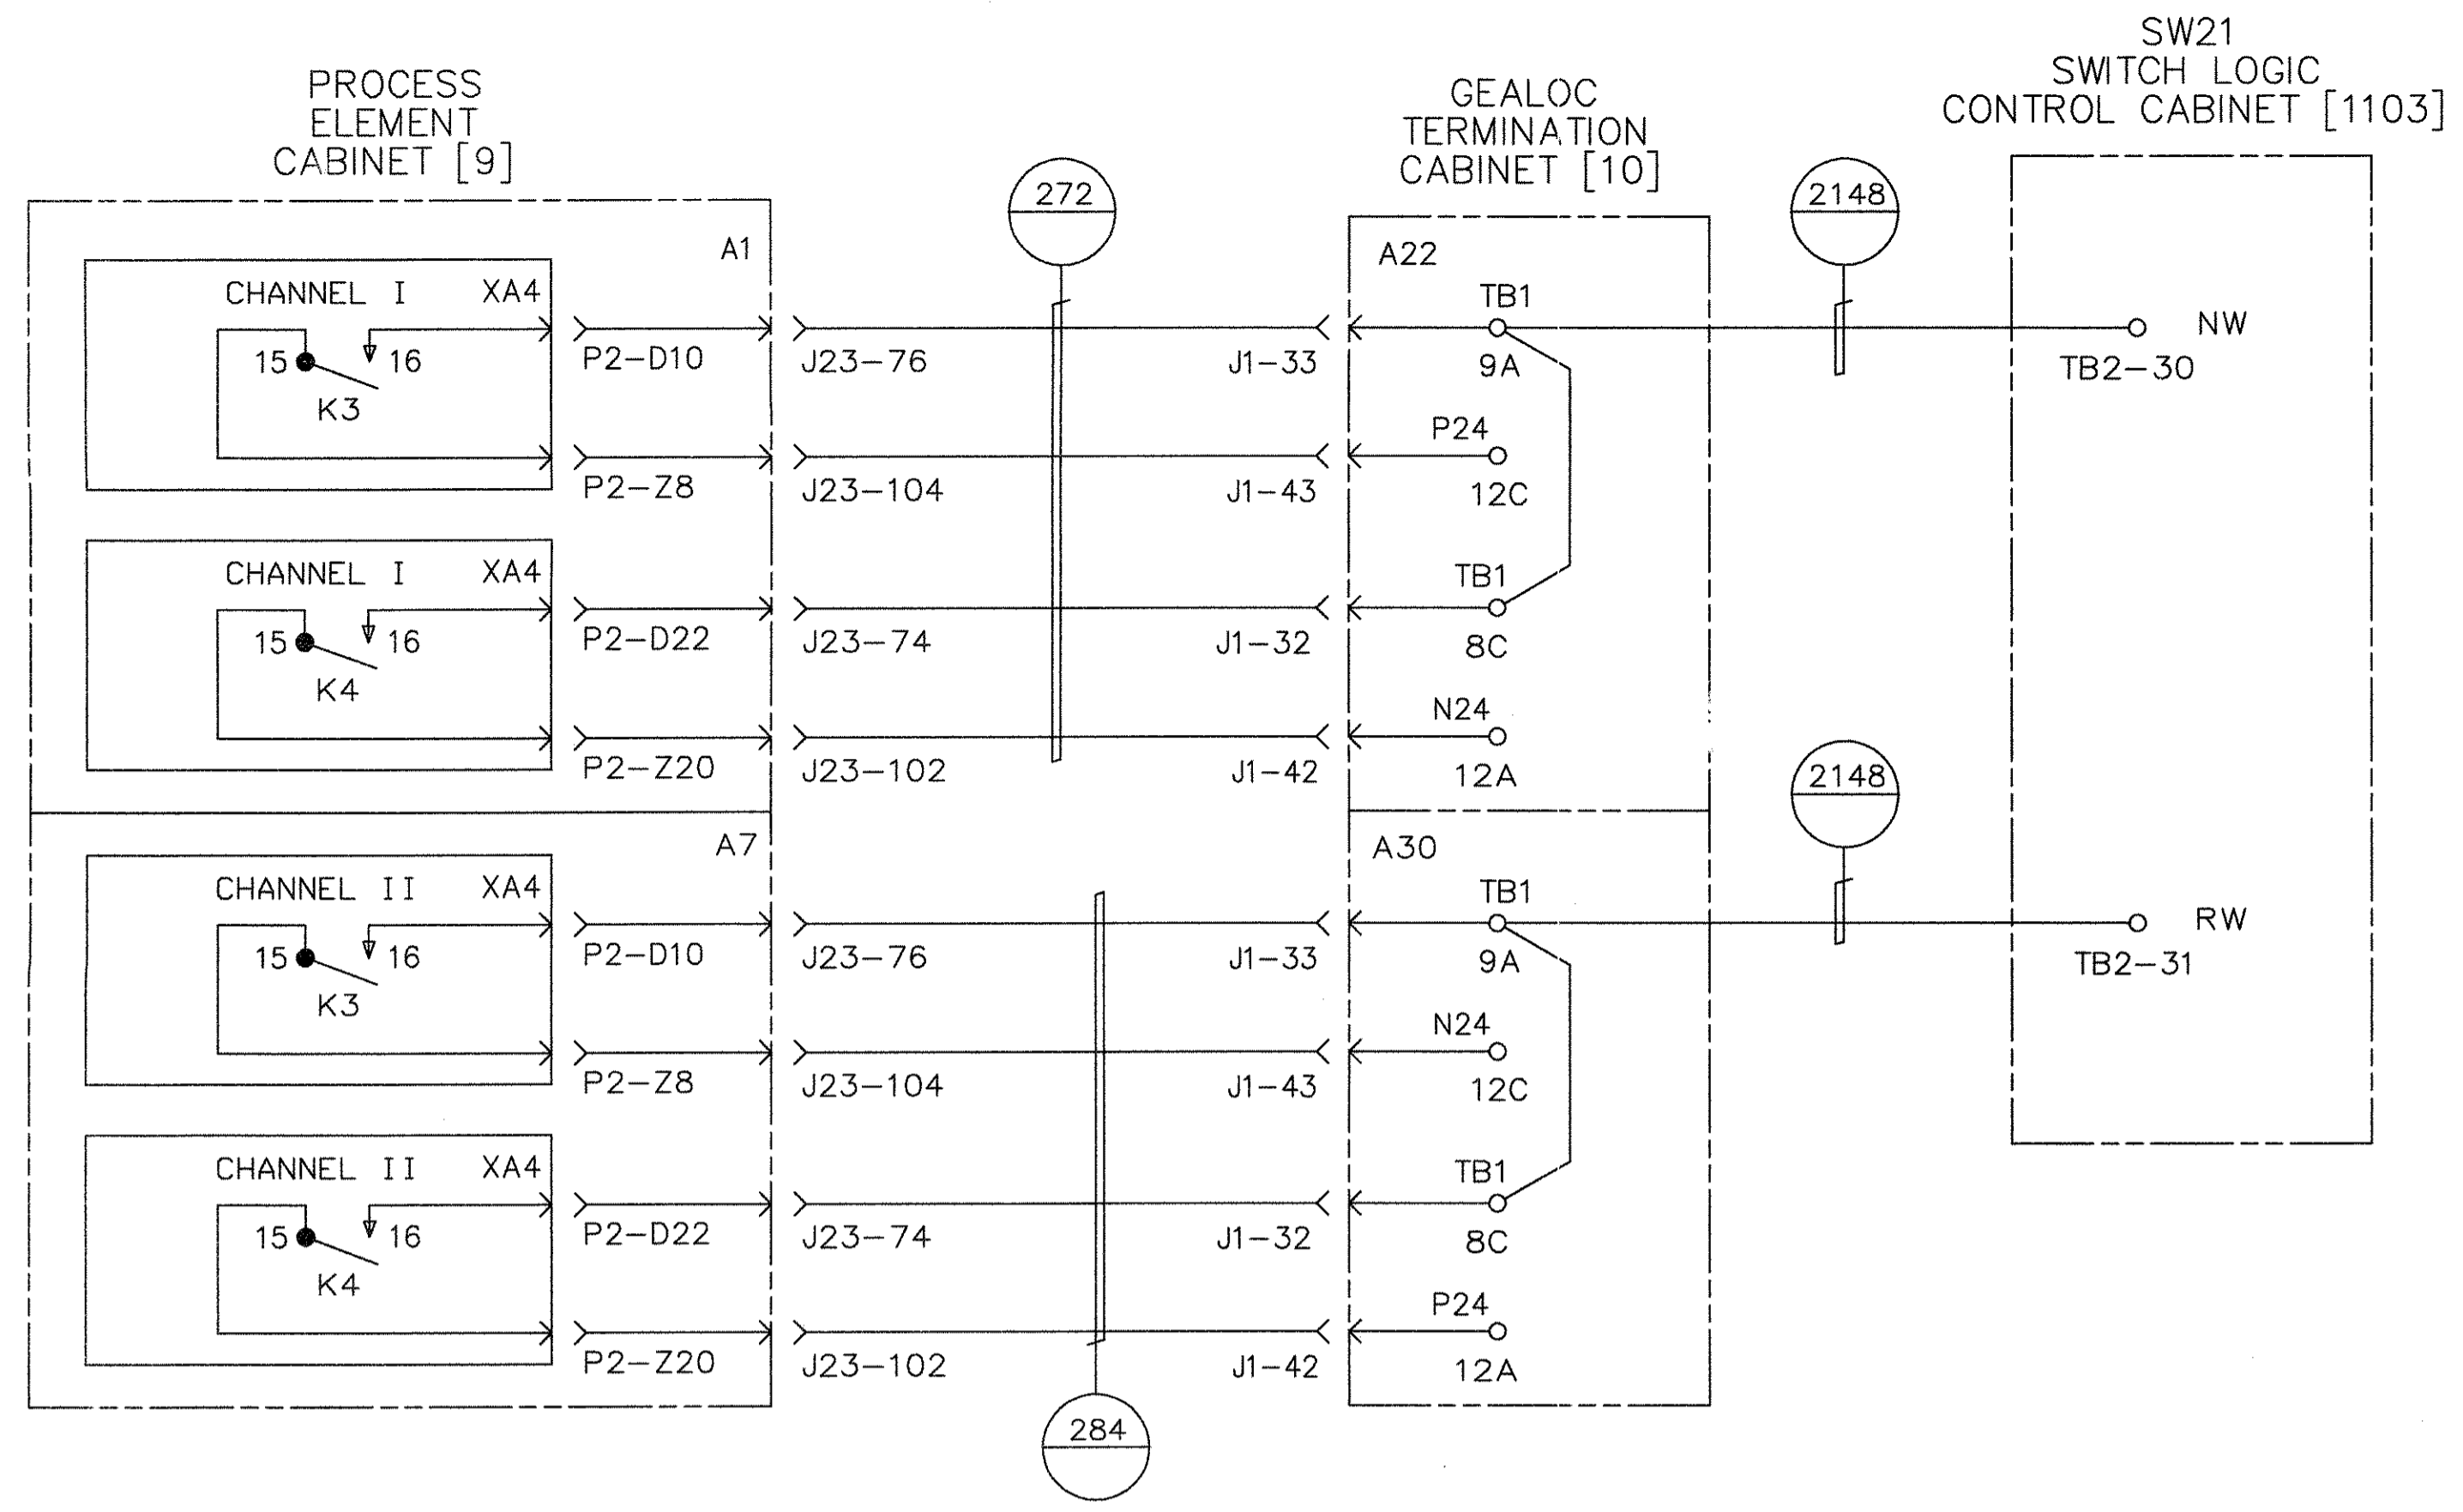 SW21
SWITCH LOGIC
CONTROL CABINET [1103]
PROCESS
ELEMENT
CABINET [9]
GEALOC
TERMINATION
CABINET [10]
272
2148
A1
A22
CHANNEL I XA4
TB1
NW
15 16
K3
P2-D10
J23-76
J1-33
9A
TB2-30
P24
P2-Z8
J23-104
J1-43
12C
CHANNEL I XA4
TB1
15 16
K4
P2-D22
J23-74
J1-32
8C
N24
P2-Z20
J23-102
J1-42
12A
2148
A7
A30
CHANNEL II XA4
TB1
RW
15 16
K3
P2-D10
J23-76
J1-33
9A
TB2-31
N24
P2-Z8
J23-104
J1-43
12C
CHANNEL II XA4
TB1
15 16
K4
P2-D22
J23-74
J1-32
8C
P24
P2-Z20
J23-102
J1-42
12A
284